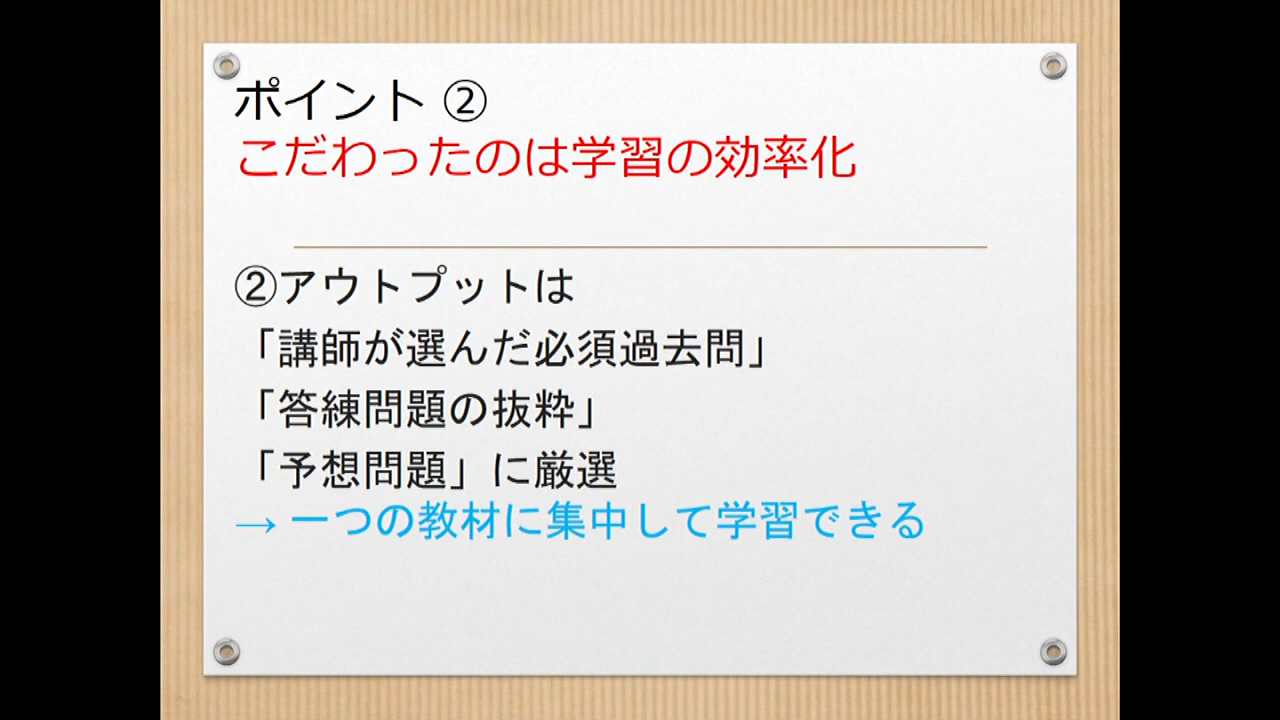 ポイント ②
こだわったのは学習の効率化
②アウトプットは
「講師が選んだ必須過去問」
「答練問題の抜粋」
「予想問題」に厳選
→ 一つの教材に集中して学習できる